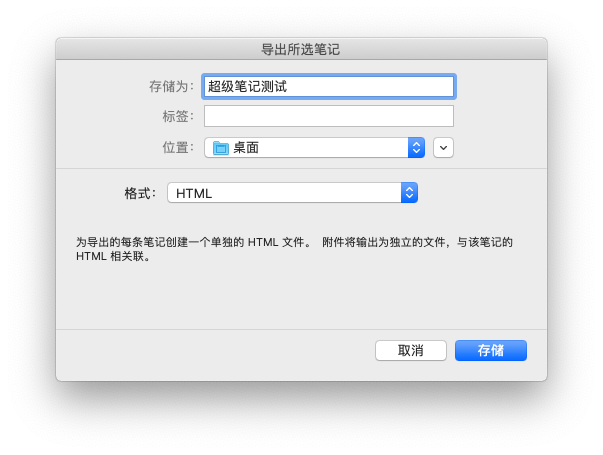 导出所选笔记
存储为： 超级笔记测试
标签：
位置： 桌面
格式： HTML
为导出的每条笔记创建一个单独的 HTML 文件。 附件将输出为独立的文件，与该笔记的
HTML 相关联。
取消 存储